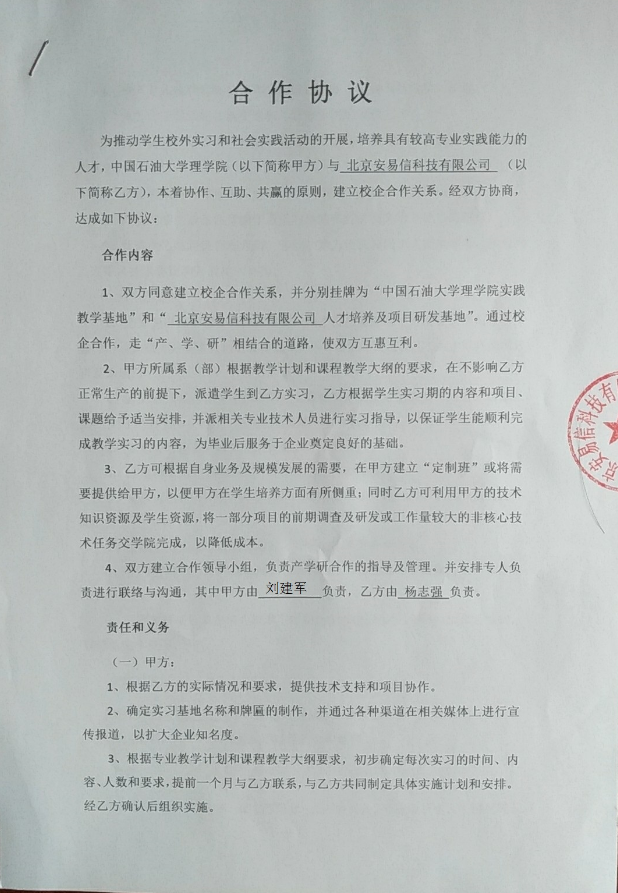 合作协议
为推动学生校外实习和社会实践活动的开展，培养具有较高专业实践能力的
人才，中国石油大学理学院（以下简称甲方）与 北京安易信科技有限公司 （以
下简称乙方），本着协作、互助、共赢的原则，建立校企合作关系。经双方协商，
达成如下协议：
合作内容
1、双方同意建立校企合作关系，并分别挂牌为“中国石油大学理学院实践
教学基地”和“ 北京安易信科技有限公司 人才培养及项目研发基地”。通过校
企合作，走“产、学、研”相结合的道路，使双方互惠互利。
2、甲方所属系（部）根据教学计划和课程教学大纲的要求，在不影响乙方
正常生产的前提下，派遣学生到乙方实习，乙方根据学生实习期的内容和项目、
课题给予适当安排，并派相关专业技术人员进行实习指导，以保证学生能顺利完
成教学实习的内容，为毕业后服务于企业奠定良好的基础。
3、乙方可根据自身业务及规模发展的需要，在甲方建立“定制班”或将需
要提供给甲方，以便甲方在学生培养方面有所侧重；同时乙方可利用甲方的技术
知识资源及学生资源，将一部分项目的前期调查及研发或工作量较大的非核心技
术任务交学院完成，以降低成本。
4、双方建立合作领导小组，负责产学研合作的指导及管理。并安排专人负
责进行联络与沟通，其中甲方由 刘建军 负责，乙方由 杨志强 负责。
责任和义务
（一）甲方：
1、根据乙方的实际情况和要求，提供技术支持和项目协作。
2、确定实习基地名称和牌匾的制作，并通过各种渠道在相关媒体上进行宣
传报道，以扩大企业知名度。
3、根据专业教学计划和课程教学大纲要求，初步确定每次实习的时间、内
容、人数和要求，提前一个月与乙方联系，与乙方共同制定具体实施计划和安排。
经乙方确认后组织实施。
京安易信科技有